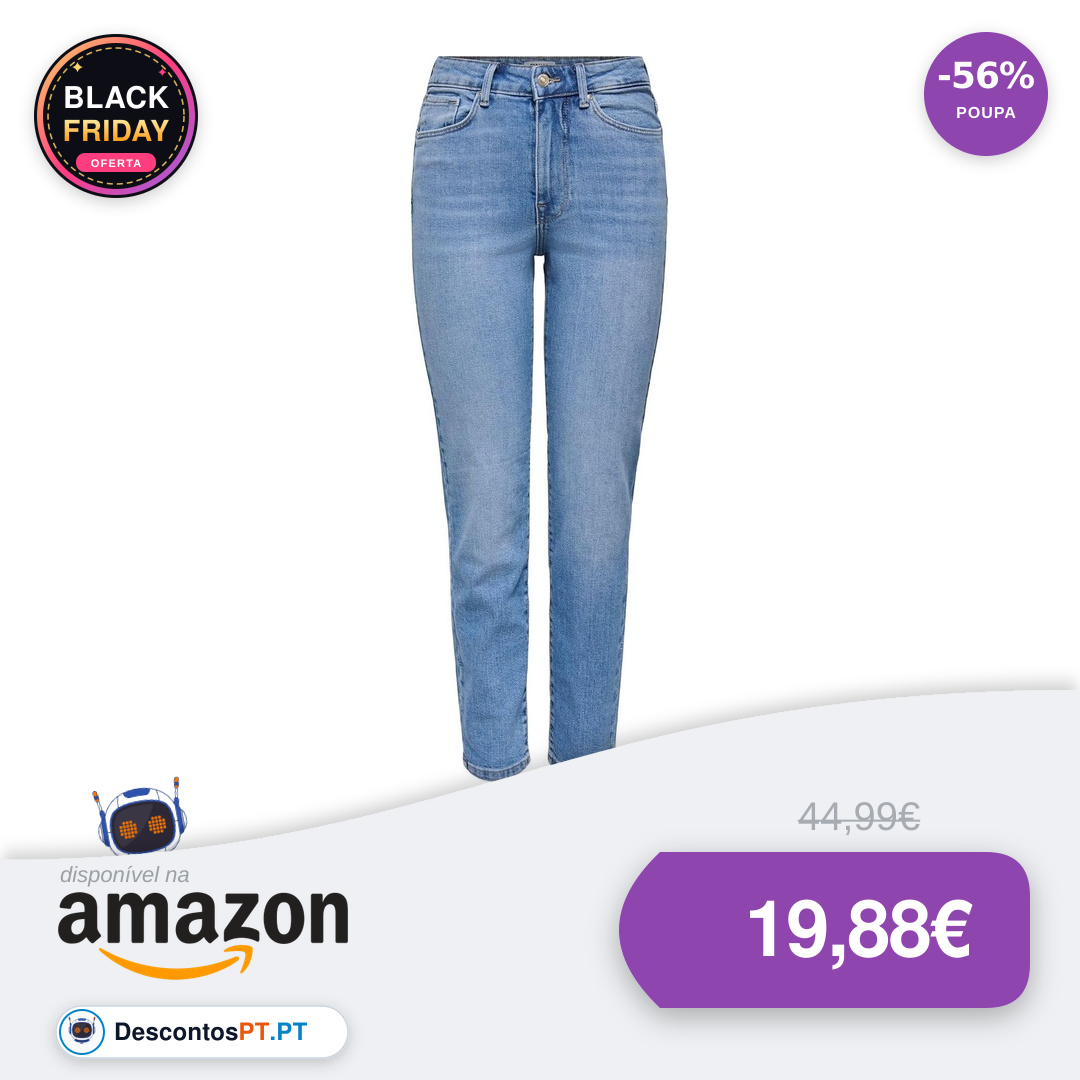 BLACK
FRIDAY
OFERTA
-56%
POUPA
44,99€
19,88€
disponível na
amazon
DescontosPT.PT